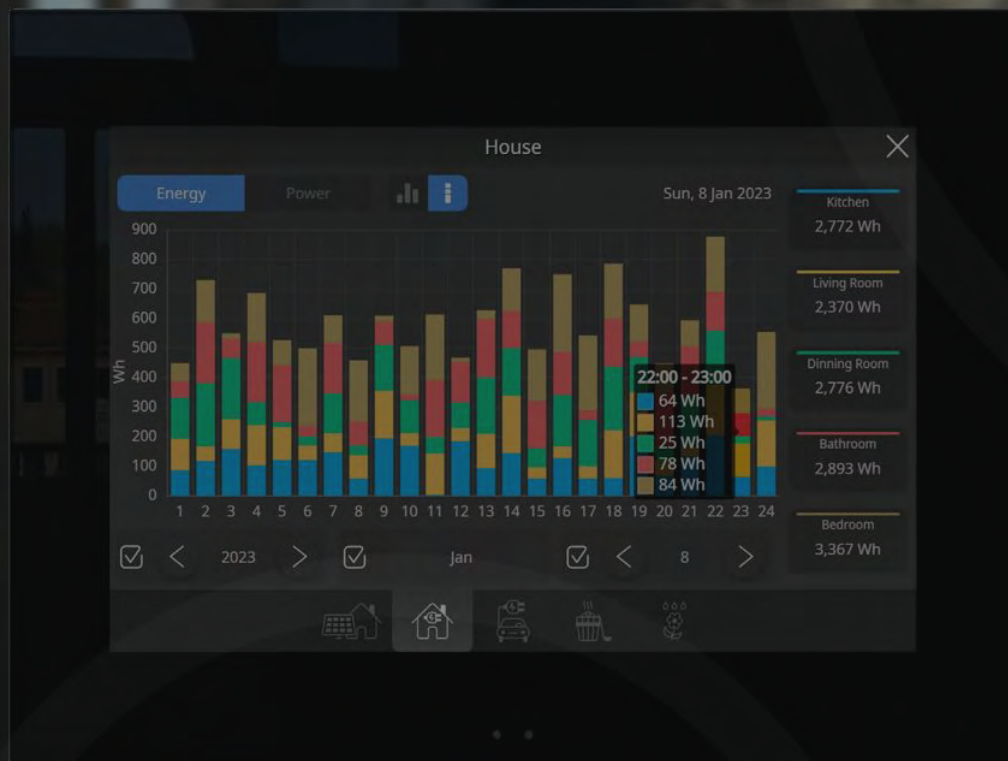 House
Energy
Power
Sun, 8 Jan 2023
Wh
900
800
700
600
500
400
300
200
100
0
1 2 3 4 5 6 7 8 9 10 11 12 13 14 15 16 17 18 19 20 21 22 23 24
22:00 - 23:00
64 Wh
113 Wh
25 Wh
78 Wh
84 Wh
Kitchen
2,772 Wh
Living Room
2,370 Wh
Dinning Room
2,776 Wh
Bathroom
2,893 Wh
Bedroom
3,367 Wh
2023
Jan
8